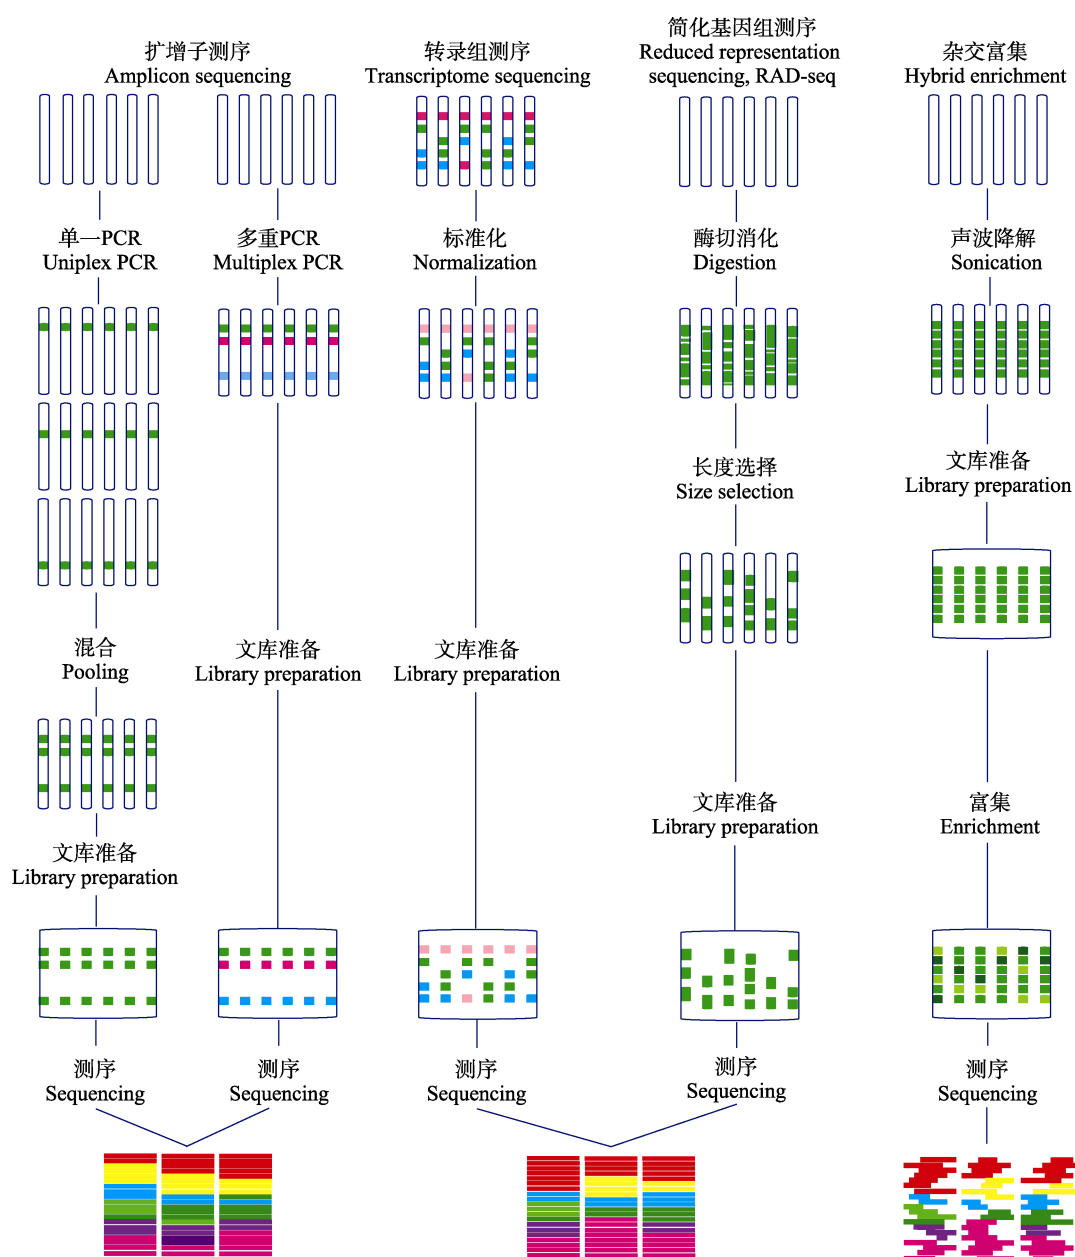 扩增子测序
Amplicon sequencing
转录组测序
Transcriptome sequencing
简化基因组测序
Reduced representation
sequencing, RAD-seq
杂交富集
Hybrid enrichment
单一PCR
Uniplex PCR
多重PCR
Multiplex PCR
标准化
Normalization
酶切消化
Digestion
声波降解
Sonication
长度选择
Size selection
文库准备
Library preparation
混合
Pooling
文库准备
Library preparation
文库准备
Library preparation
文库准备
Library preparation
富集
Enrichment
文库准备
Library preparation
测序
Sequencing
测序
Sequencing
测序
Sequencing
测序
Sequencing
测序
Sequencing